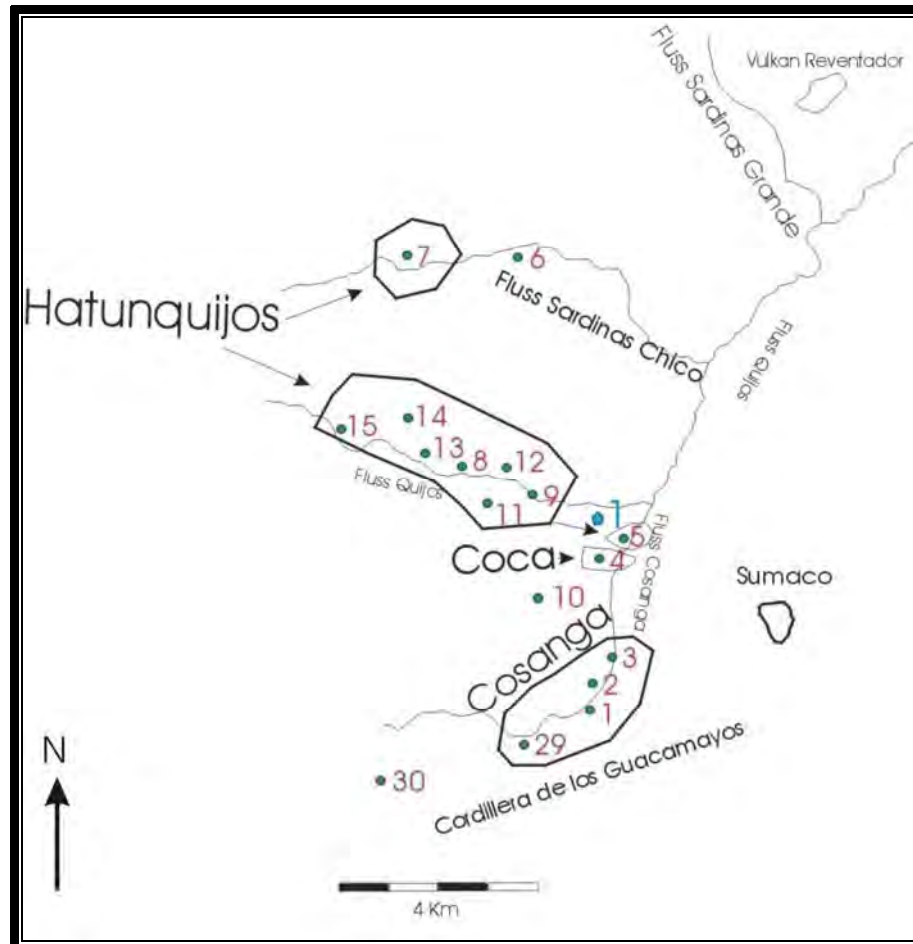 Vulkan Reventador
Fluss Sardinas Grande
7
6
Hatunquijos
Fluss Sardinas Chico
Fluss Quijos
14
15
13
8
12
Fluss Quijos
9
11
1
5
Coca
4
Fluss Cosanga
Sumaco
10
Cosanga
3
2
1
29
N
30
Cordillera de los Guacamayos
4 Km